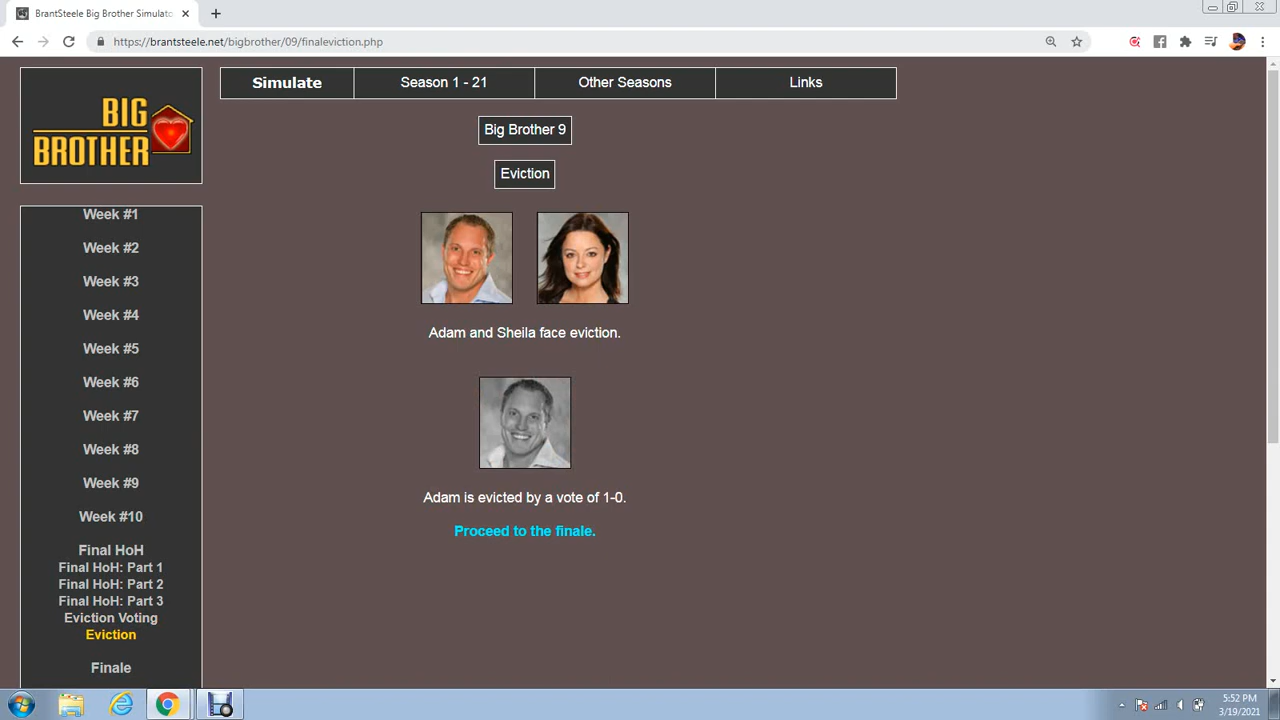 BrantSteele Big Brother Simulato
https://brantsteele.net/bigbrother/09/finaleviction.php
BIG
BROTHER
Simulate
Season 1 - 21
Other Seasons
Links
Big Brother 9
Eviction
Adam and Sheila face eviction.
Adam is evicted by a vote of 1-0.
Proceed to the finale.
Week #1
Week #2
Week #3
Week #4
Week #5
Week #6
Week #7
Week #8
Week #9
Week #10
Final HoH
Final HoH: Part 1
Final HoH: Part 2
Final HoH: Part 3
Eviction Voting
Eviction
Finale
5:52 PM
3/19/2021